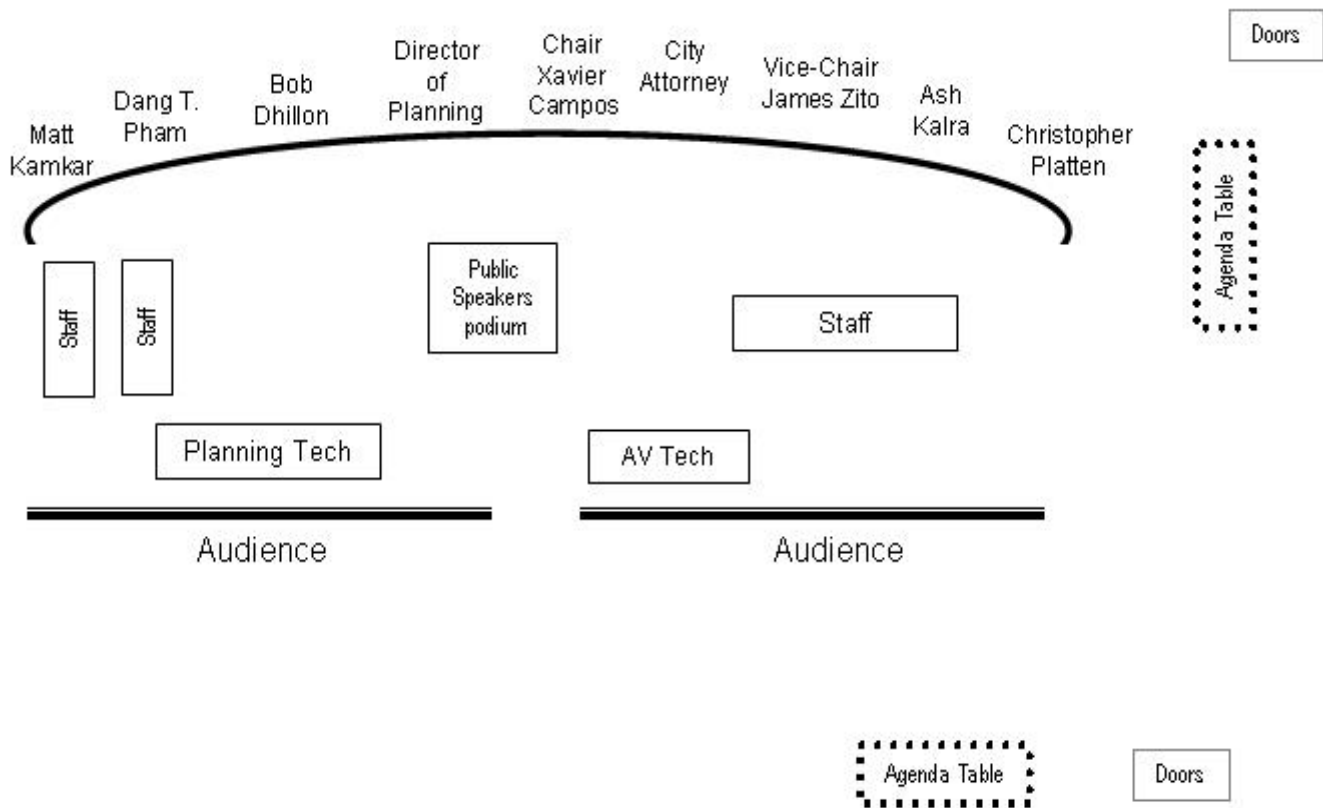 Doors
Matt
Kamkar
Dang T.
Pham
Bob
Dhillon
Director
of
Planning
Chair
Xavier
Campos
City
Attorney
Vice-Chair
James Zito
Ash
Kalra
Christopher
Platten
Agenda Table
Staff
Staff
Public
Speakers
podium
Staff
Planning Tech
AV Tech
Audience
Audience
Agenda Table
Doors